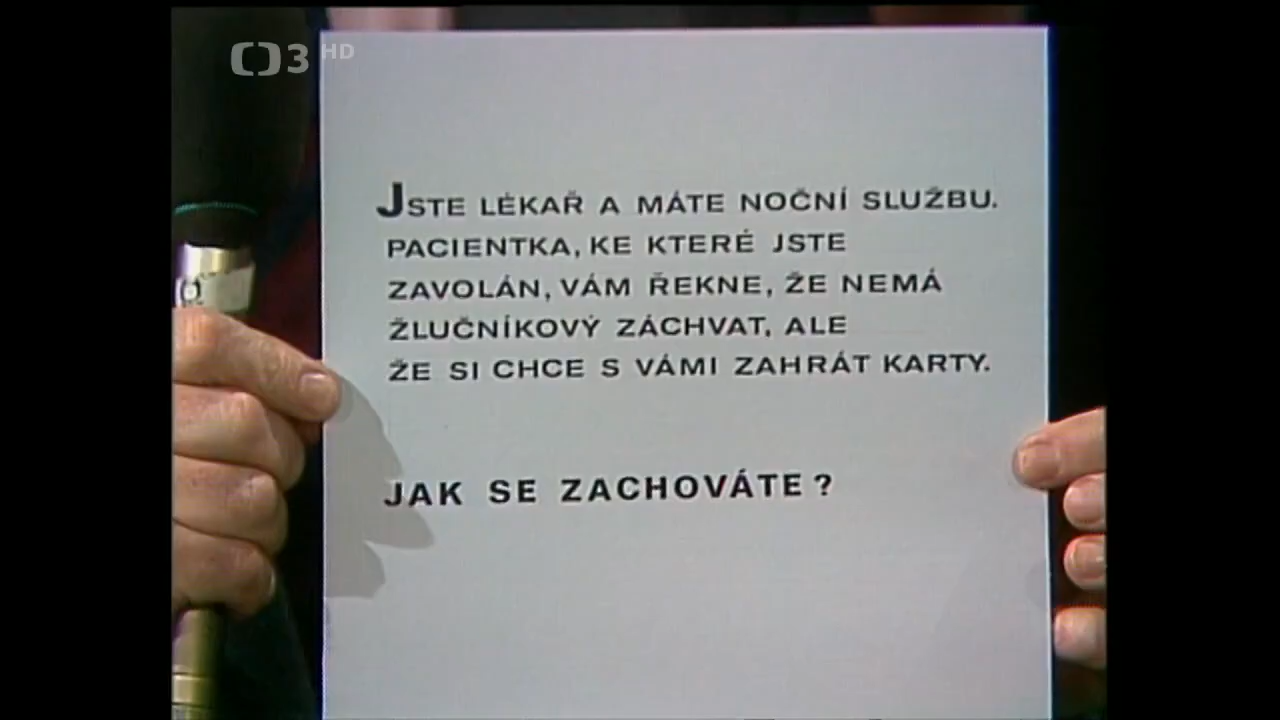 ČT3 HD
JSTE LÉKAŘ A MÁTE NOČNÍ SLUŽBU.
PACIENTKA, KE KTERÉ JSTE
ZAVOLÁN, VÁM ŘEKNE, ŽE NEMÁ
ŽLUČNÍKOVÝ ZÁCHVAT, ALE
ŽE SI CHCE S VÁMI ZAHRÁT KARTY.
JAK SE ZACHOVÁTE?